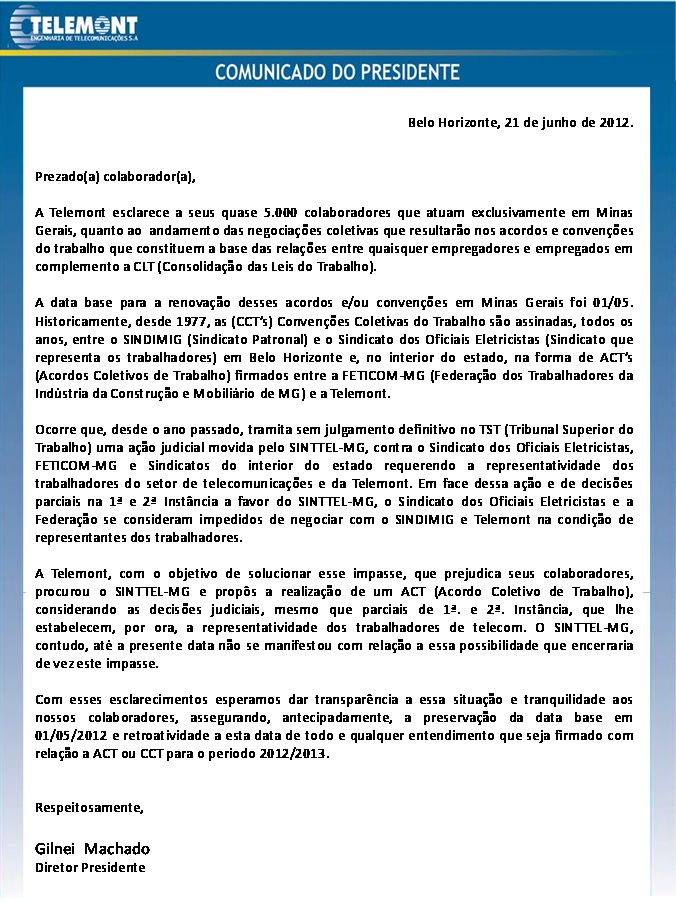 TELEMONT
ENGENHARIA DE TELECOMUNICAÇÕES S.A
COMUNICADO DO PRESIDENTE
Belo Horizonte, 21 de junho de 2012.
Prezado(a) colaborador(a),
A Telemont esclarece a seus quase 5.000 colaboradores que atuam exclusivamente em Minas
Gerais, quanto ao andamento das negociações coletivas que resultarão nos acordos e convenções
do trabalho que constituem a base das relações entre quaisquer empregadores e empregados em
complemento a CLT (Consolidação das Leis do Trabalho).
A data base para a renovação desses acordos e/ou convenções em Minas Gerais foi 01/05.
Historicamente, desde 1977, as (CCT’s) Convenções Coletivas do Trabalho são assinadas, todos os
anos, entre o SINDIMIG (Sindicato Patronal) e o Sindicato dos Oficiais Eletricistas (Sindicato que
representa os trabalhadores) em Belo Horizonte e, no interior do estado, na forma de ACT’s
(Acordos Coletivos de Trabalho) firmados entre a FETICOM-MG (Federação dos Trabalhadores da
Indústria da Construção e Mobiliário de MG) e a Telemont.
Ocorre que, desde o ano passado, tramita sem julgamento definitivo no TST (Tribunal Superior do
Trabalho) uma ação judicial movida pelo SINTTEL-MG, contra o Sindicato dos Oficiais Eletricistas,
FETICOM-MG e Sindicatos do interior do estado requerendo a representatividade dos
trabalhadores do setor de telecomunicações e da Telemont. Em face dessa ação e de decisões
parciais na 1ª e 2ª Instância a favor do SINTTEL-MG, o Sindicato dos Oficiais Eletricistas e a
Federação se consideram impedidos de negociar com o SINDIMIG e Telemont na condição de
representantes dos trabalhadores.
A Telemont, com o objetivo de solucionar esse impasse, que prejudica seus colaboradores,
procurou o SINTTEL-MG e propôs a realização de um ACT (Acordo Coletivo de Trabalho),
considerando as decisões judiciais, mesmo que parciais de 1ª. e 2ª. Instância, que lhe
estabelecem, por ora, a representatividade dos trabalhadores de telecom. O SINTTEL-MG,
contudo, até a presente data não se manifestou com relação a essa possibilidade que encerraria
de vez este impasse.
Com esses esclarecimentos esperamos dar transparência a essa situação e tranquilidade aos
nossos colaboradores, assegurando, antecipadamente, a preservação da data base em
01/05/2012 e retroatividade a esta data de todo e qualquer entendimento que seja firmado com
relação a ACT ou CCT para o periodo 2012/2013.
Respeitosamente,
Gilnei Machado
Diretor Presidente